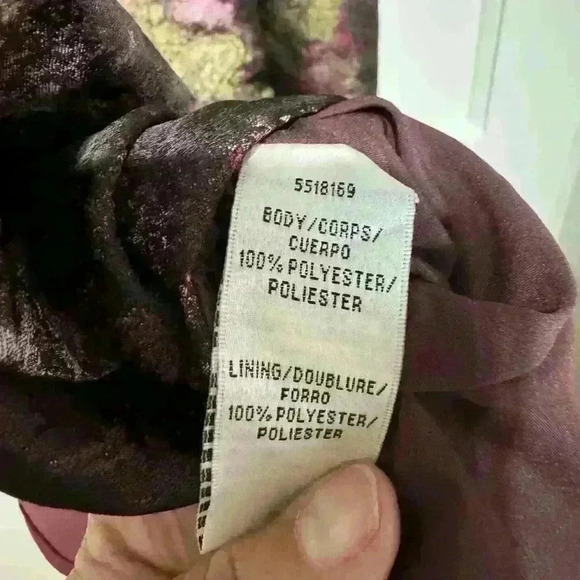 5518169
BODY/CORPS/
CUERPO
100% POLYESTER/
POLIESTER
LINING/DOUBLURE/
FORRO
100% POLYESTER/
POLIESTER